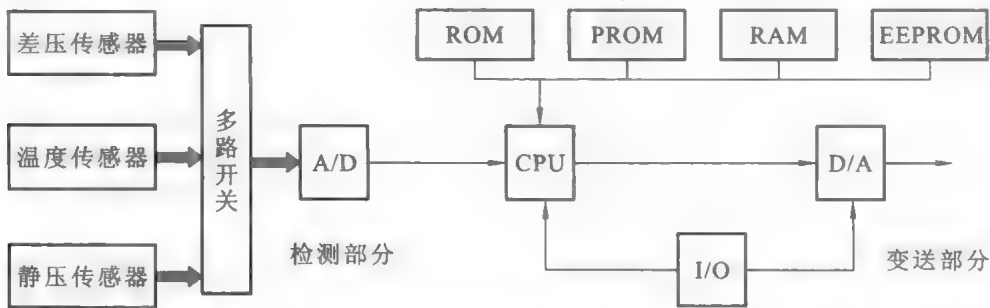 差压传感器
温度传感器
静压传感器
多路开关
A/D
检测部分
ROM
PROM
RAM
EEPROM
CPU
D/A
I/O
变送部分